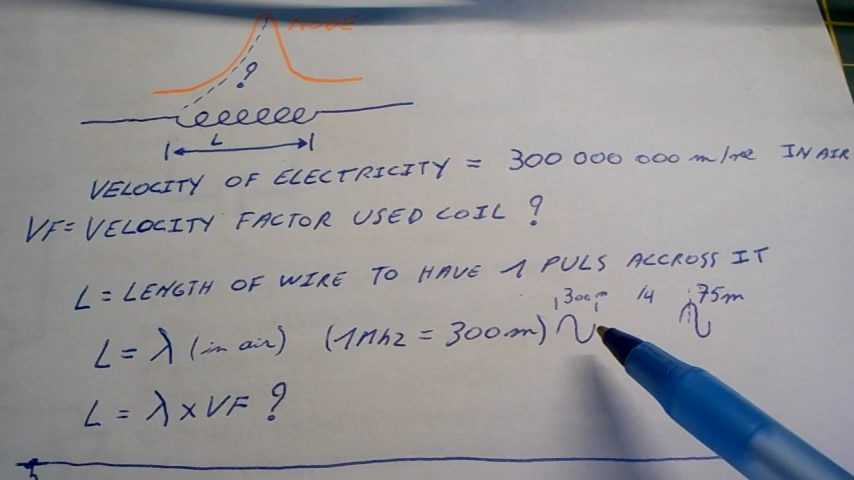 NODE
?
L
VELOCITY OF ELECTRICITY = 300 000 000 m/sec IN AIR
VF= VELOCITY FACTOR USED COIL ?
L = LENGTH OF WIRE TO HAVE 1 PULS ACCROSS IT
300m /4 75m
L = λ (in air) (1Mhz = 300m)
L = λ x VF ?